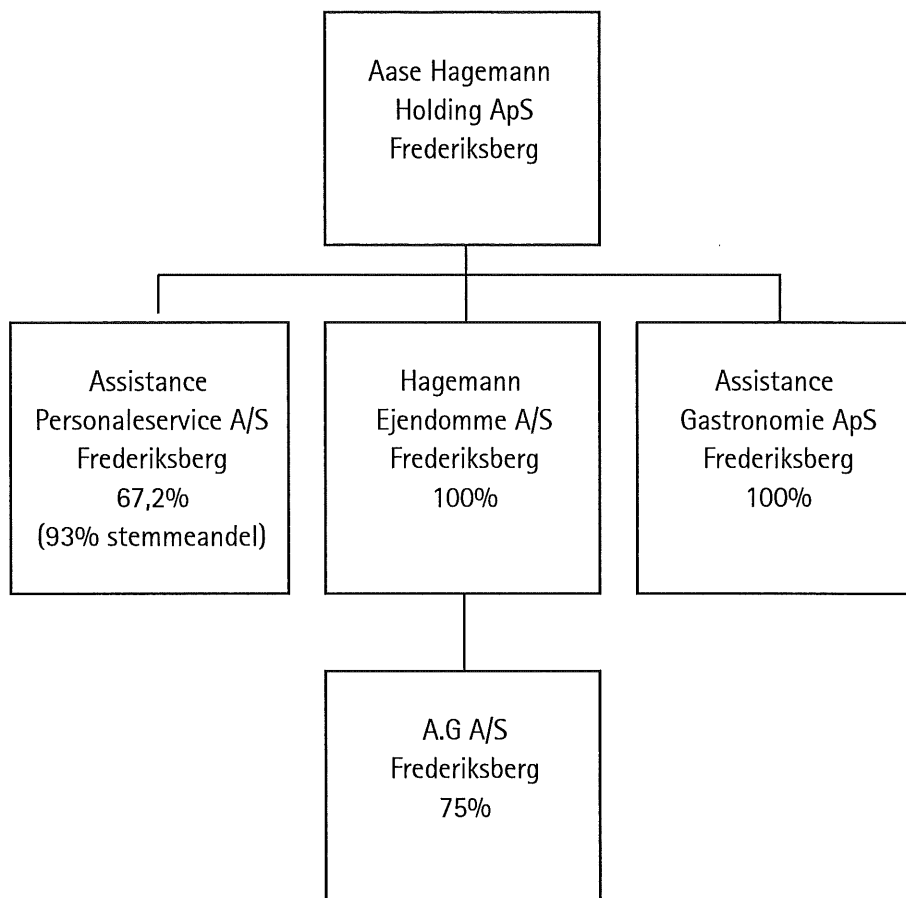 Aase Hagemann
Holding ApS
Frederiksberg
Assistance
Personaleservice A/S
Frederiksberg
67,2%
(93% stemmeandel)
Hagemann
Ejendomme A/S
Frederiksberg
100%
Assistance
Gastronomie ApS
Frederiksberg
100%
A.G A/S
Frederiksberg
75%